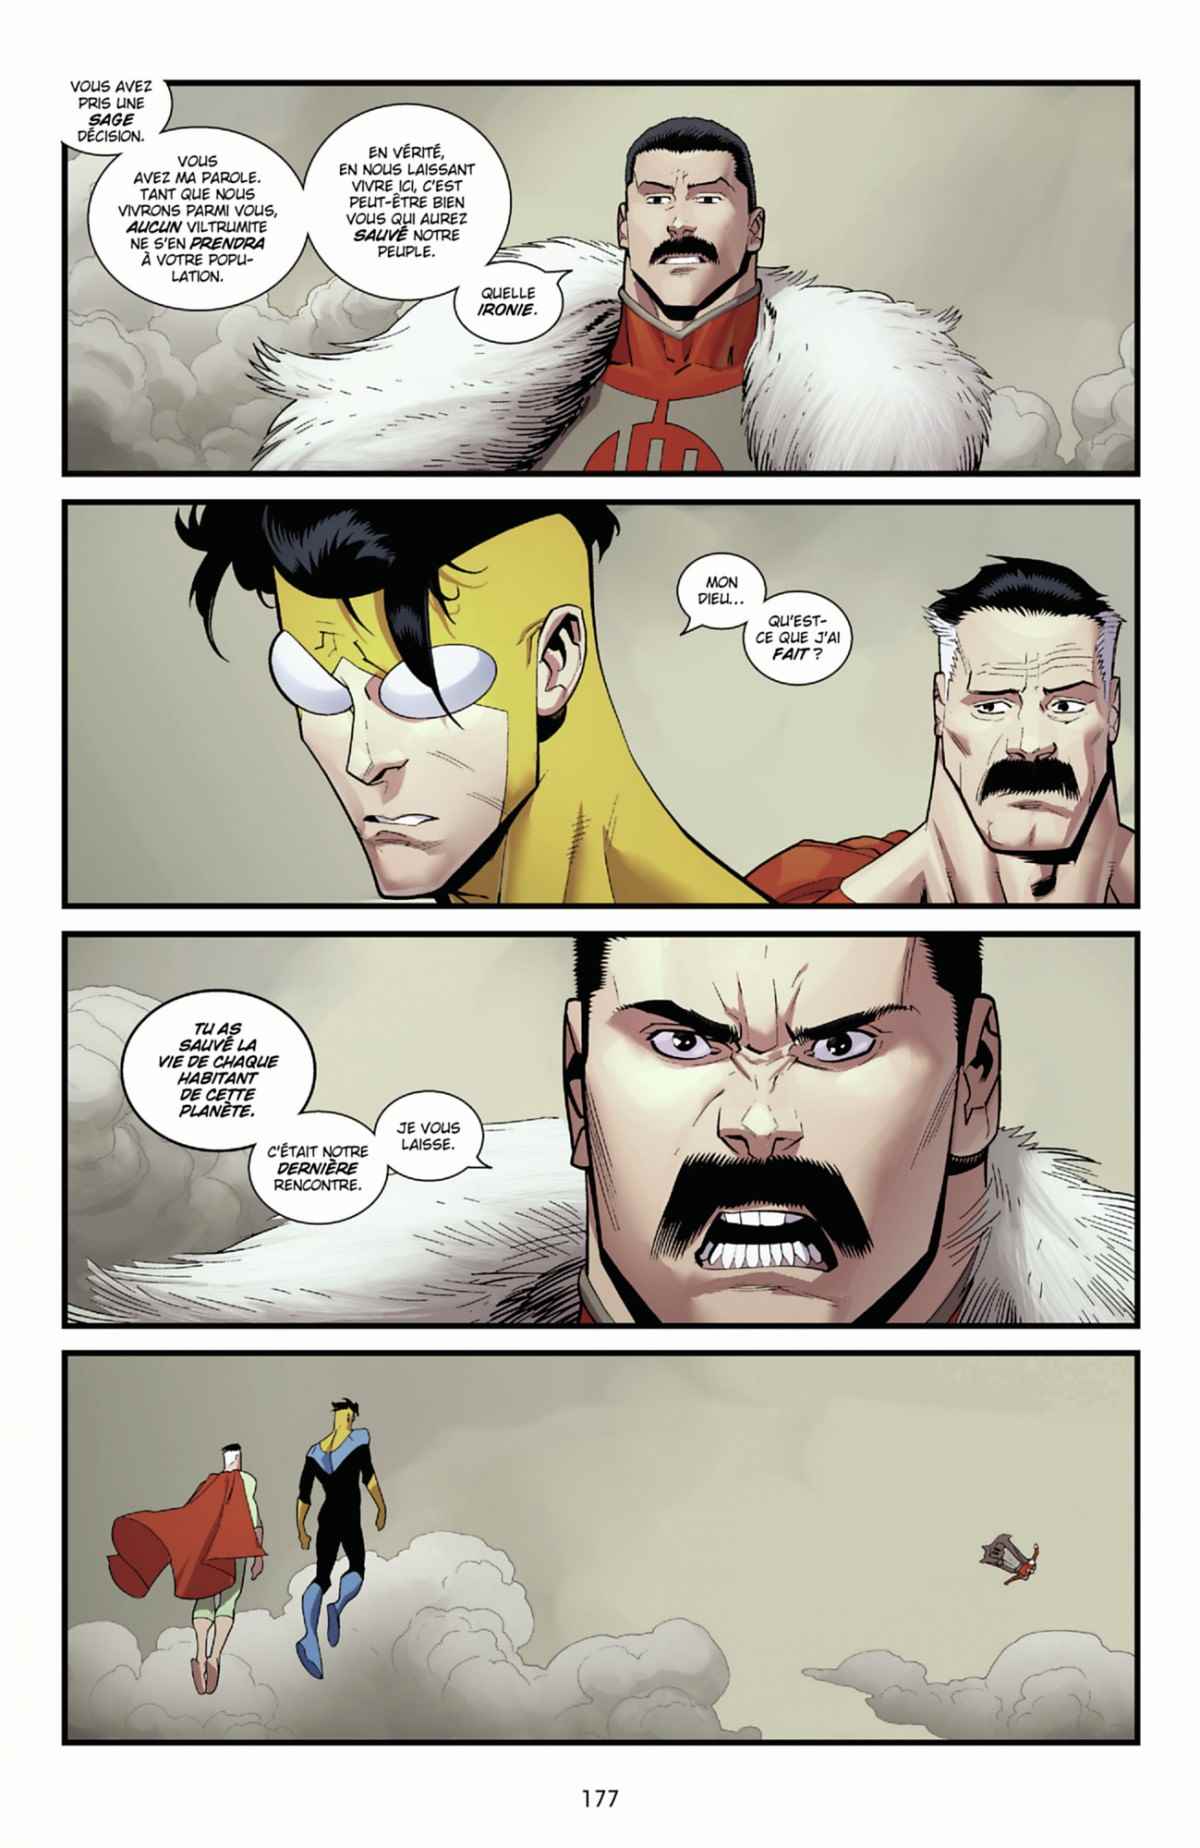 VOUS AVEZ
PRIS UNE
SAGE
DÉCISION.
VOUS
AVEZ MA PAROLE.
TANT QUE NOUS
VIVRONS PARMI VOUS,
AUCUN VILTRUMITE
NE S'EN PRENDRA
À VOTRE POPU-
LATION.
EN VÉRITÉ,
EN NOUS LAISSANT
VIVRE ICI, C'EST
PEUT-ÊTRE BIEN
VOUS QUI AUREZ
SAUVÉ NOTRE
PEUPLE.
QUELLE
IRONIE.
MON
DIEU...
QU'EST-
CE QUE J'AI
FAIT ?
TU AS
SAUVÉ LA
VIE DE CHAQUE
HABITANT
DE CETTE
PLANÈTE.
C'ÉTAIT NOTRE
DERNIÈRE
RENCONTRE.
JE VOUS
LAISSE.
177